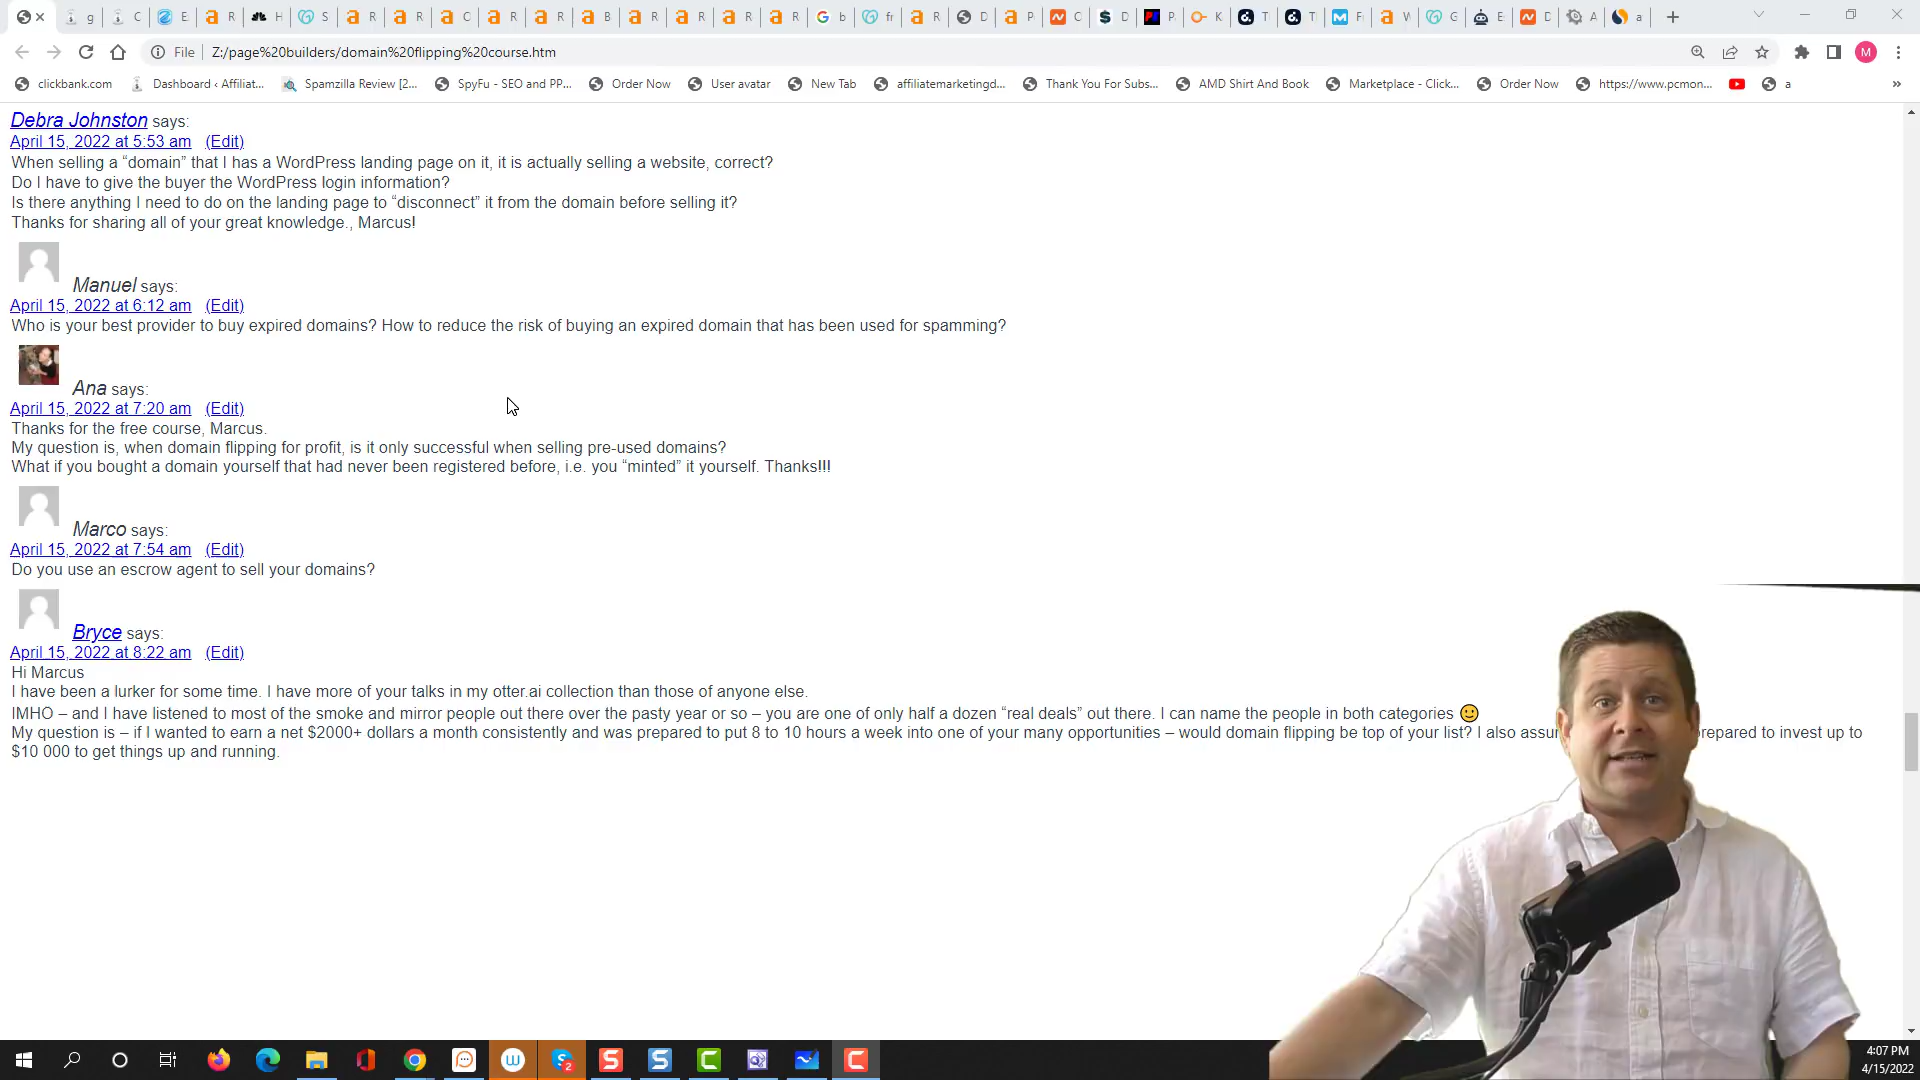 g
C
E
R
H
S
R
R
C
R
R
B
R
R
R
R
b
fr
R
D
P
C
D
P
K
T
T
F
W
G
E
D
A
a
File
Z:/page%20builders/domain%20flipping%20course.htm
M
clickbank.com
Dashboard ‹ Affiliat...
Spamzilla Review [2...
SpyFu - SEO and PP...
Order Now
User avatar
New Tab
affiliatemarketingd...
Thank You For Subs...
AMD Shirt And Book
Marketplace - Click...
Order Now
https://www.pcmon...
a
»
Debra Johnston says:
April 15, 2022 at 5:53 am (Edit)
When selling a “domain” that I has a WordPress landing page on it, it is actually selling a website, correct?
Do I have to give the buyer the WordPress login information?
Is there anything I need to do on the landing page to “disconnect” it from the domain before selling it?
Thanks for sharing all of your great knowledge., Marcus!
Manuel says:
April 15, 2022 at 6:12 am (Edit)
Who is your best provider to buy expired domains? How to reduce the risk of buying an expired domain that has been used for spamming?
Ana says:
April 15, 2022 at 7:20 am (Edit)
Thanks for the free course, Marcus.
My question is, when domain flipping for profit, is it only successful when selling pre-used domains?
What if you bought a domain yourself that had never been registered before, i.e. you “minted” it yourself. Thanks!!!
Marco says:
April 15, 2022 at 7:54 am (Edit)
Do you use an escrow agent to sell your domains?
Bryce says:
April 15, 2022 at 8:22 am (Edit)
Hi Marcus
I have been a lurker for some time. I have more of your talks in my otter.ai collection than those of anyone else.
IMHO – and I have listened to most of the smoke and mirror people out there over the pasty year or so – you are one of only half a dozen “real deals” out there. I can name the people in both categories 🙂
My question is – if I wanted to earn a net $2000+ dollars a month consistently and was prepared to put 8 to 10 hours a week into one of your many opportunities – would domain flipping be top of your list? I also assu repared to invest up to
$10 000 to get things up and running.
4:07 PM
4/15/2022